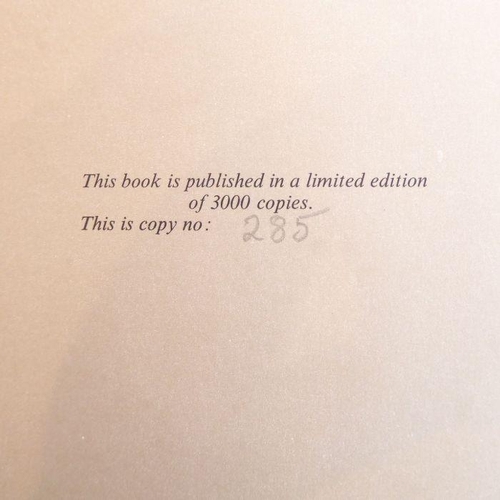 This book is published in a limited edition
of 3000 copies.
This is copy no: 285